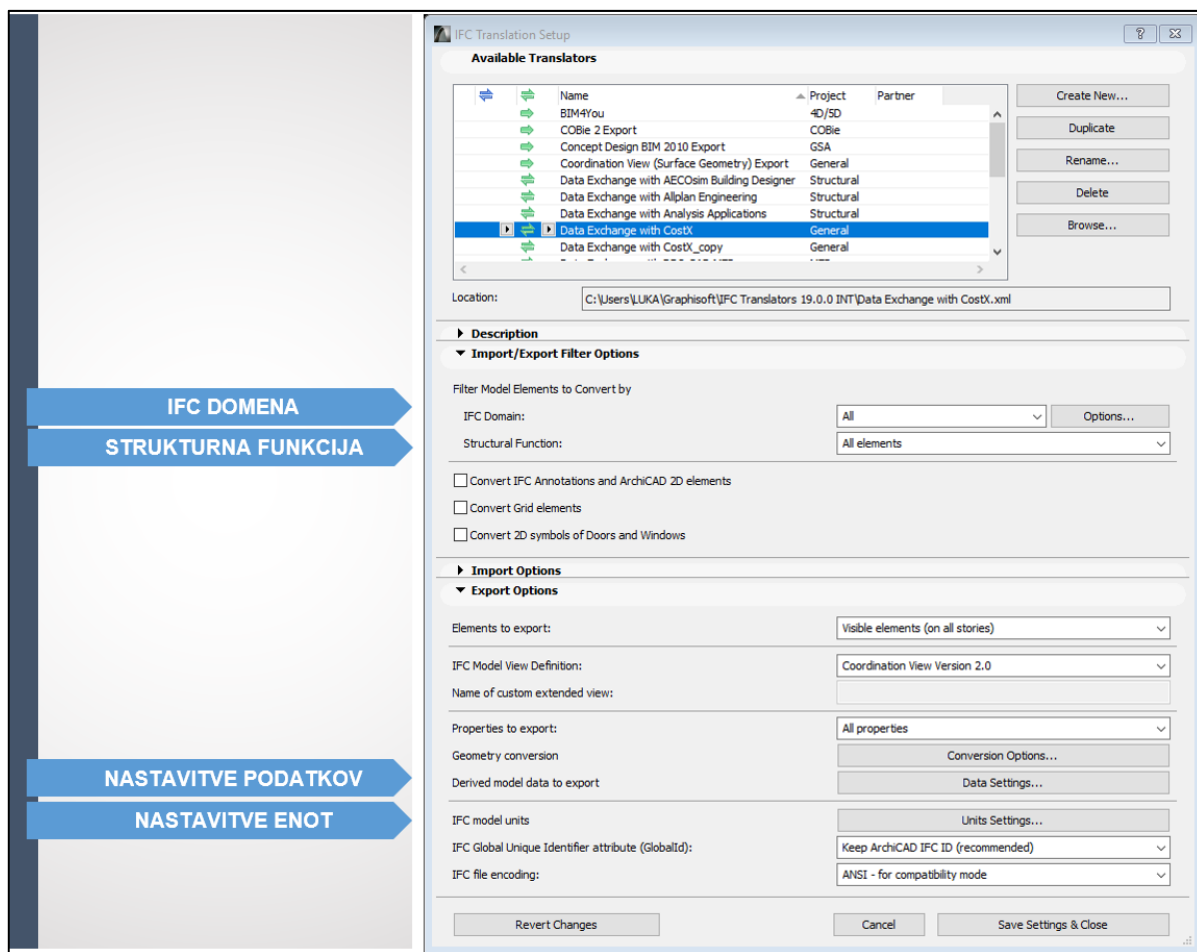 IFC Translation Setup
Available Translators
Name Project Partner
BIM4You 4D/5D
COBie 2 Export COBie
Concept Design BIM 2010 Export GSA
Coordination View (Surface Geometry) Export General
Data Exchange with AECOsim Building Designer Structural
Data Exchange with Allplan Engineering Structural
Data Exchange with Analysis Applications Structural
Data Exchange with CostX General
Data Exchange with CostX_copy General
Create New...
Duplicate
Rename...
Delete
Browse...
Location: C:\Users\LUKA\Graphisoft\IFC Translators 19.0.0 INT\Data Exchange with CostX.xml
Description
Import/Export Filter Options
Filter Model Elements to Convert by
IFC DOMENA
IFC Domain: All Options...
STRUKTURNA FUNKCIJA
Structural Function: All elements
Convert IFC Annotations and ArchiCAD 2D elements
Convert Grid elements
Convert 2D symbols of Doors and Windows
Import Options
Export Options
Elements to export: Visible elements (on all stories)
IFC Model View Definition: Coordination View Version 2.0
Name of custom extended view:
Properties to export: All properties
Geometry conversion Conversion Options...
NASTAVITVE PODATKOV
Derived model data to export Data Settings...
NASTAVITVE ENOT
IFC model units Units Settings...
IFC Global Unique Identifier attribute (GlobalId): Keep ArchiCAD IFC ID (recommended)
IFC file encoding: ANSI - for compatibility mode
Revert Changes Cancel Save Settings & Close